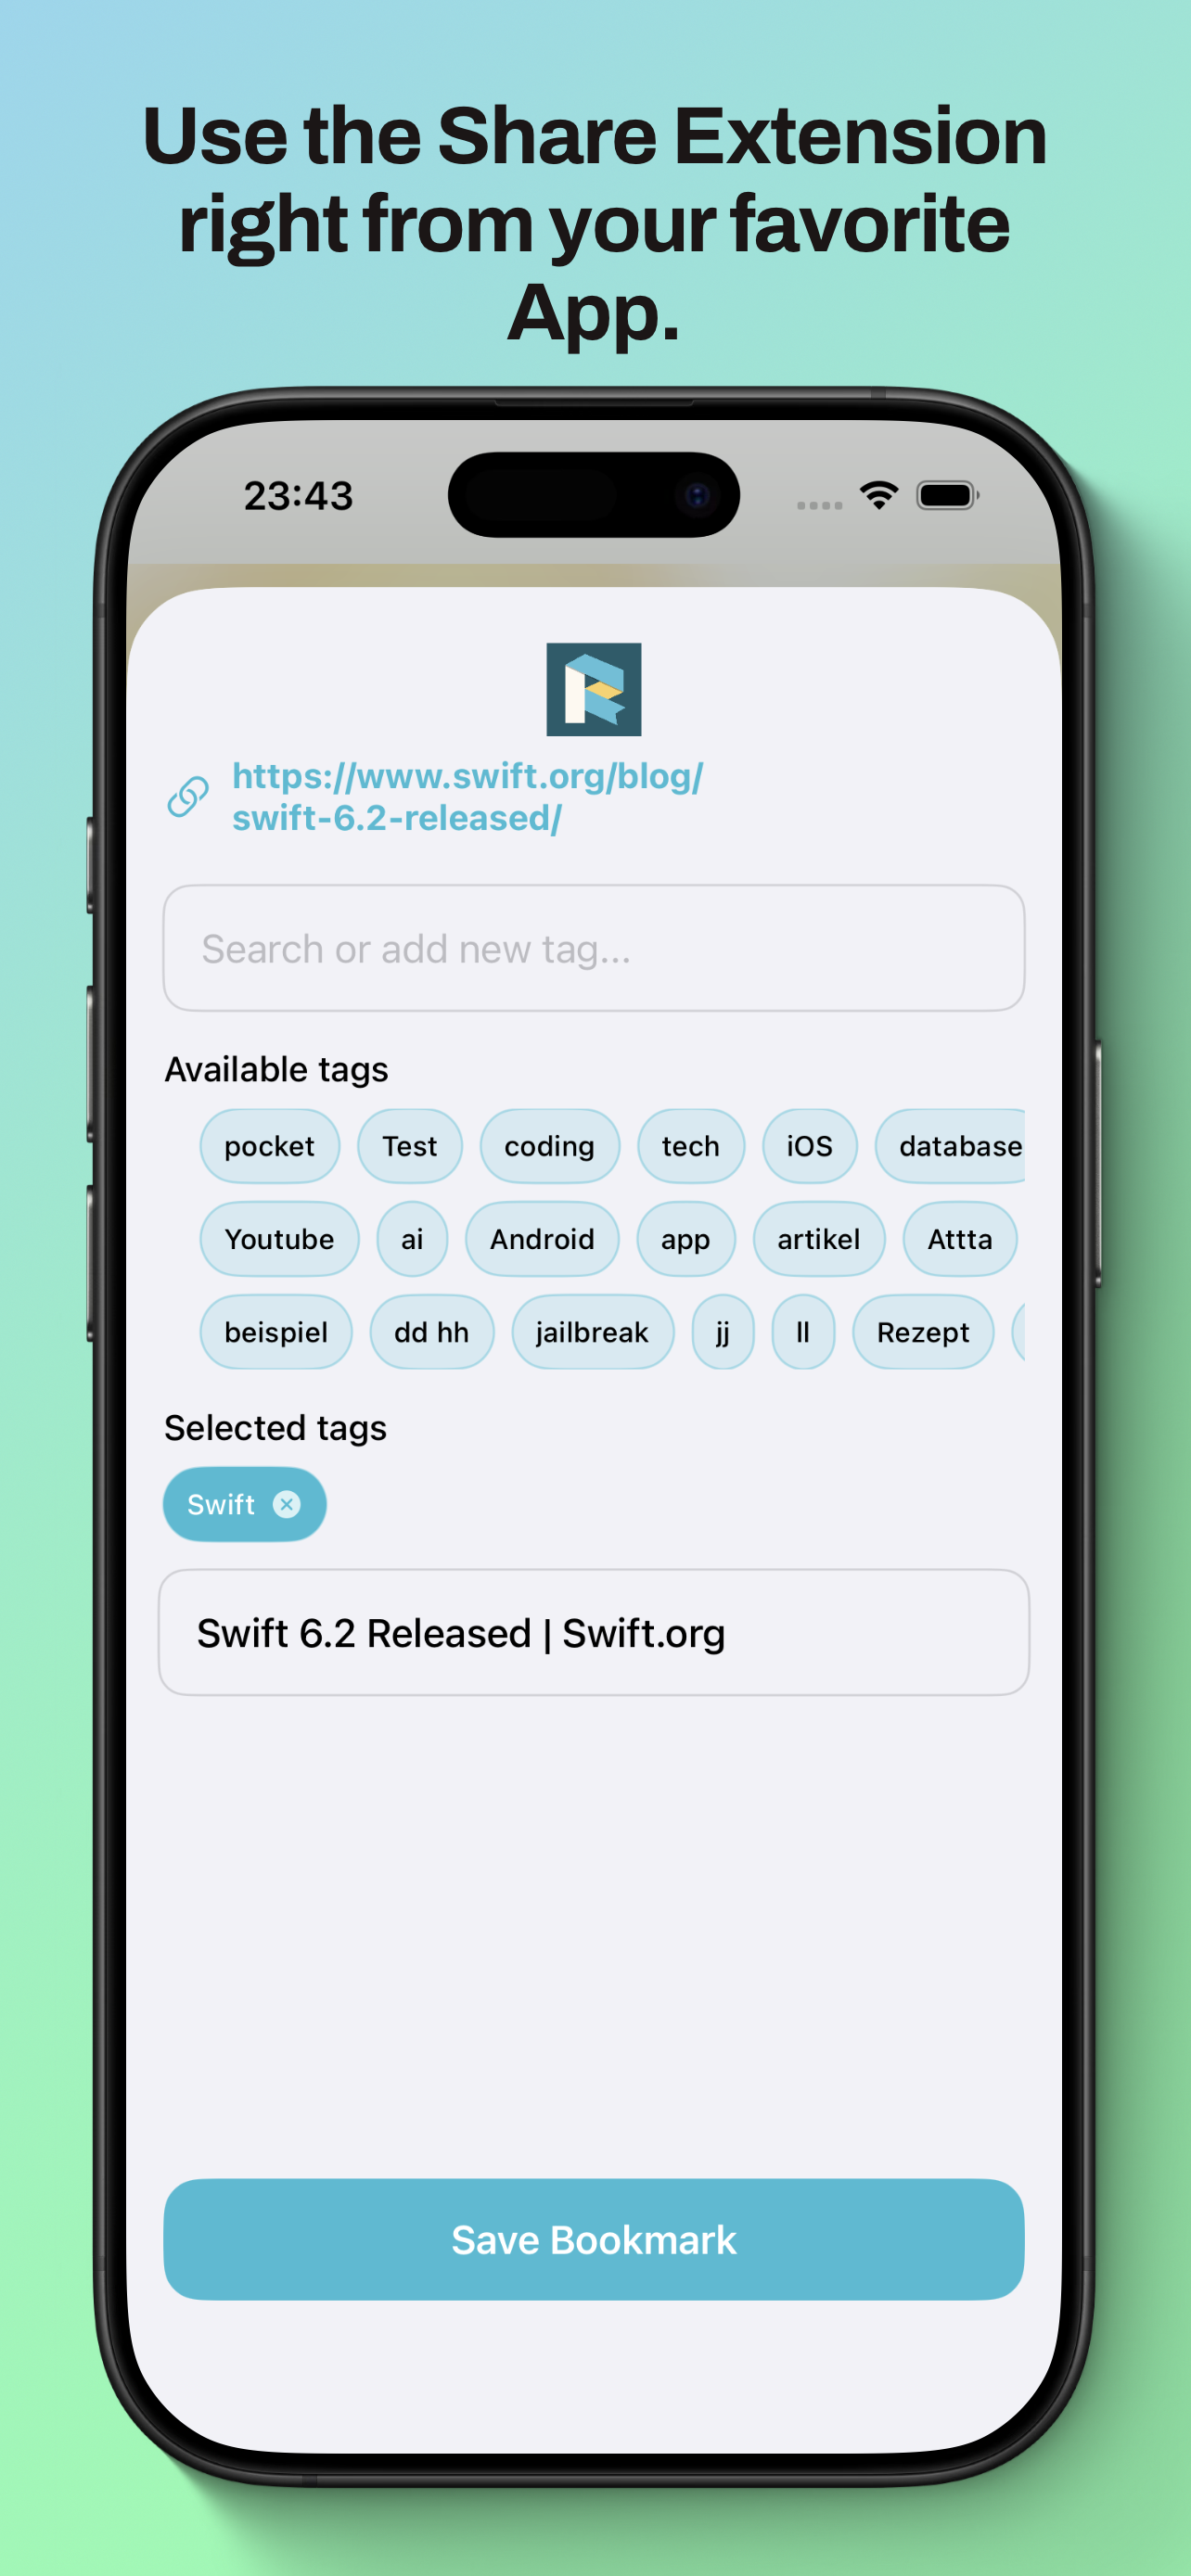 Use the Share Extension
right from your favorite
App.
23:43
https://www.swift.org/blog/
swift-6.2-released/
Search or add new tag...
Available tags
pocket Test coding tech iOS database
Youtube ai Android app artikel Attta
beispiel dd hh jailbreak jj ll Rezept
Selected tags
Swift
Swift 6.2 Released | Swift.org
Save Bookmark